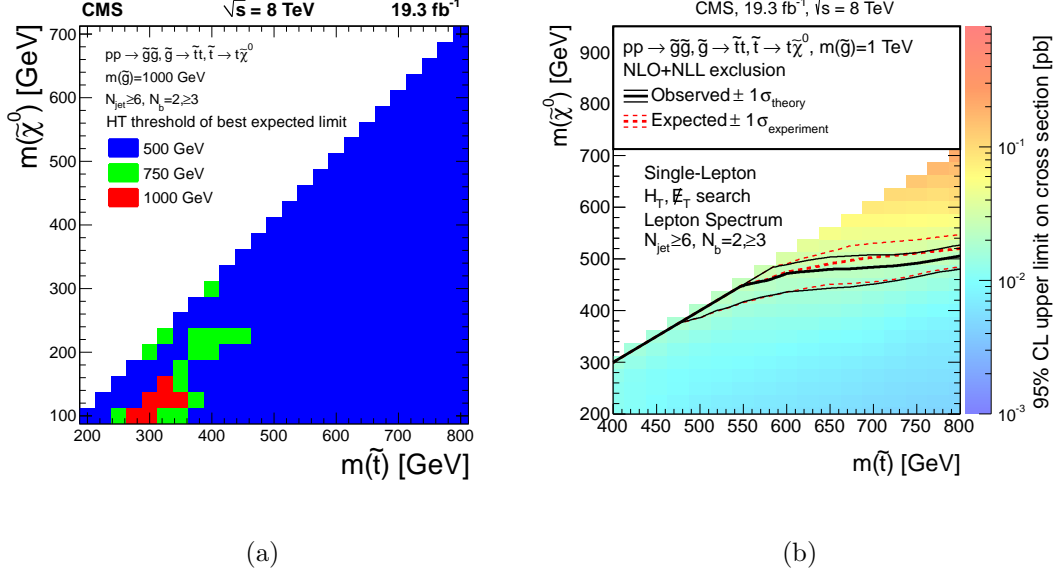 CMS √s = 8 TeV 19.3 fb⁻¹
pp → g̃g̃, g̃ → t̃t, t̃ → tχ̃⁰
m(g̃)=1000 GeV
N_jet≥6, N_b=2,≥3
HT threshold of best expected limit
500 GeV
750 GeV
1000 GeV
m(χ̃⁰) [GeV]
700
600
500
400
300
200
100
200 300 400 500 600 700 800
m(t̃) [GeV]
(a)
CMS, 19.3 fb⁻¹, √s = 8 TeV
pp → g̃g̃, g̃ → t̃t, t̃ → tχ̃⁰, m(g̃)=1 TeV
NLO+NLL exclusion
Observed ± 1σ_theory
Expected ± 1σ_experiment
Single-Lepton
H_T, E̸_T search
Lepton Spectrum
N_jet≥6, N_b=2,≥3
m(χ̃⁰) [GeV]
900
800
700
600
500
400
300
200
400 450 500 550 600 650 700 750 800
m(t̃) [GeV]
10⁻¹
10⁻²
10⁻³
95% CL upper limit on cross section [pb]
(b)